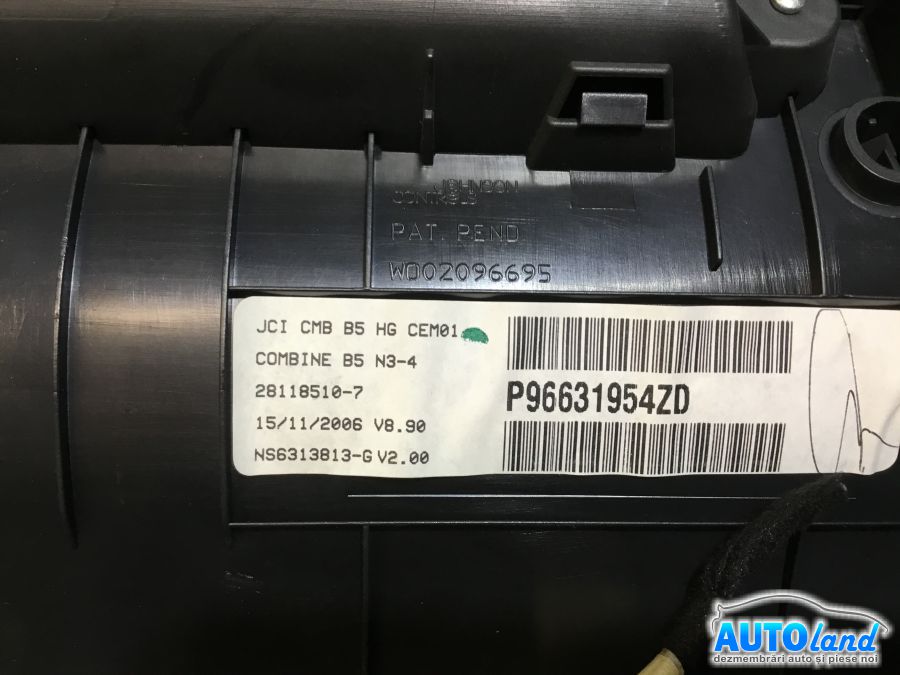 JOHNSON
CONTROLS
PAT. PEND
WO02096695
JCI CMB B5 HG CEM01
COMBINE B5 N3-4
28118510-7
15/11/2006 V8.90
NS6313813-G V2.00
P96631954ZD
AUTOland
dezmembrări auto și piese noi